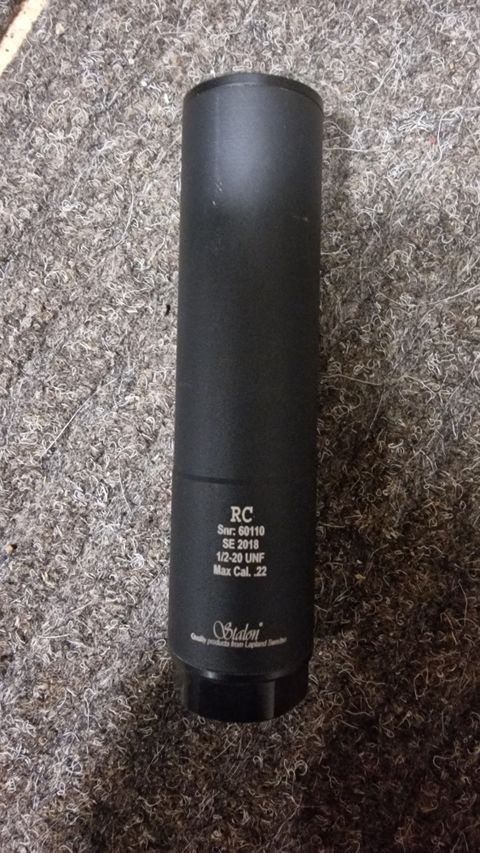 RC
Snr: 60110
SE 2018
1/2-20 UNF
Max Cal. .22
Stalon®
Quality products from Lapland Sweden